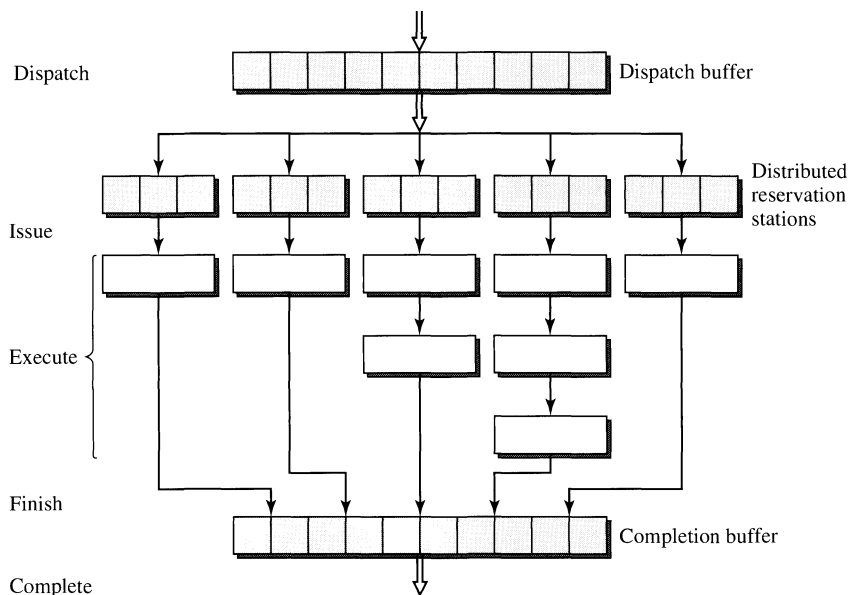 Dispatch
Dispatch buffer
Distributed
reservation
stations
Issue
Execute
Finish
Completion buffer
Complete